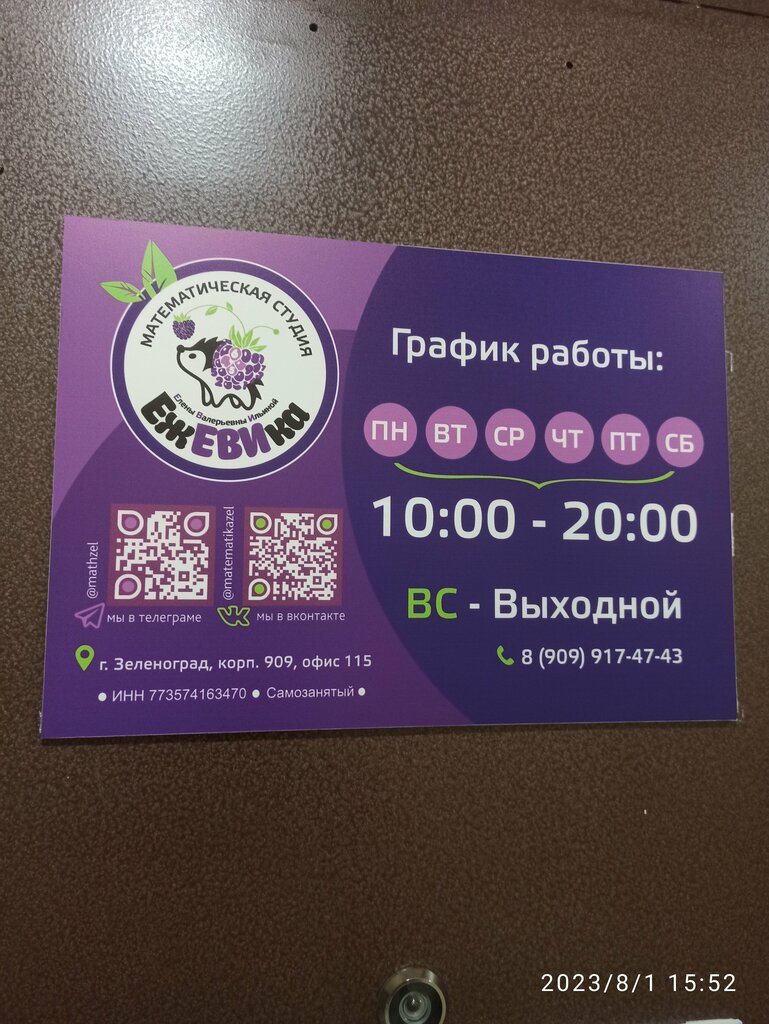 МАТЕМАТИЧЕСКАЯ СТУДИЯ
Елены Валерьевны Ильиной
ЕжЕВИка
@mathzel
мы в телеграме
@matematikazel
мы в вконтакте
г. Зеленоград, корп. 909, офис 115
● ИНН 773574163470 ● Самозанятый ●
График работы:
ПН ВТ СР ЧТ ПТ СБ
10:00 - 20:00
ВС - Выходной
8 (909) 917-47-43
2023/8/1 15:52